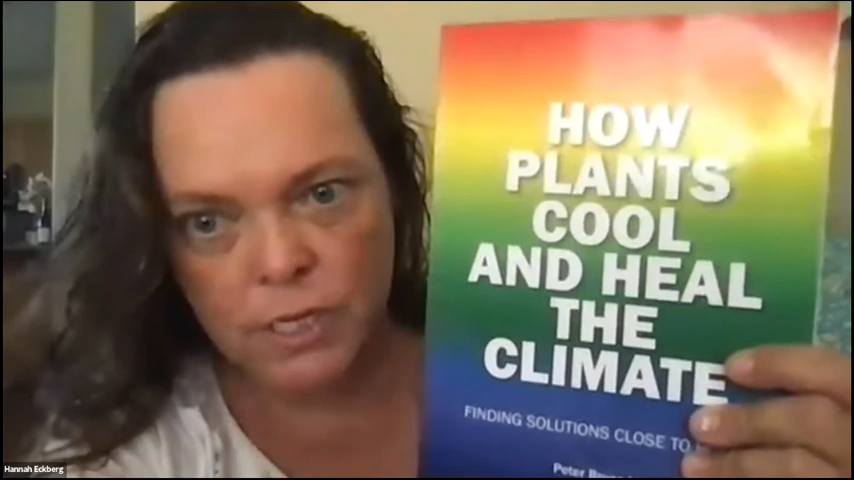 HOW
PLANTS
COOL
AND HEAL
THE
CLIMATE
FINDING SOLUTIONS CLOSE TO
Peter
Hannah Eckberg